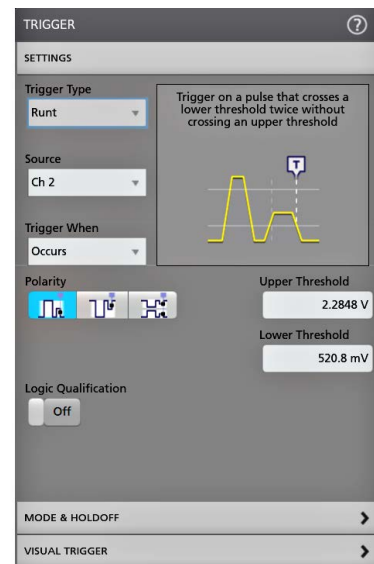 TRIGGER
?
SETTINGS
Trigger Type
Runt
Trigger on a pulse that crosses a
lower threshold twice without
crossing an upper threshold
Source
Ch 2
T
Trigger When
Occurs
Polarity
Upper Threshold
2.2848 V
Lower Threshold
520.8 mV
Logic Qualification
Off
MODE & HOLDOFF
VISUAL TRIGGER